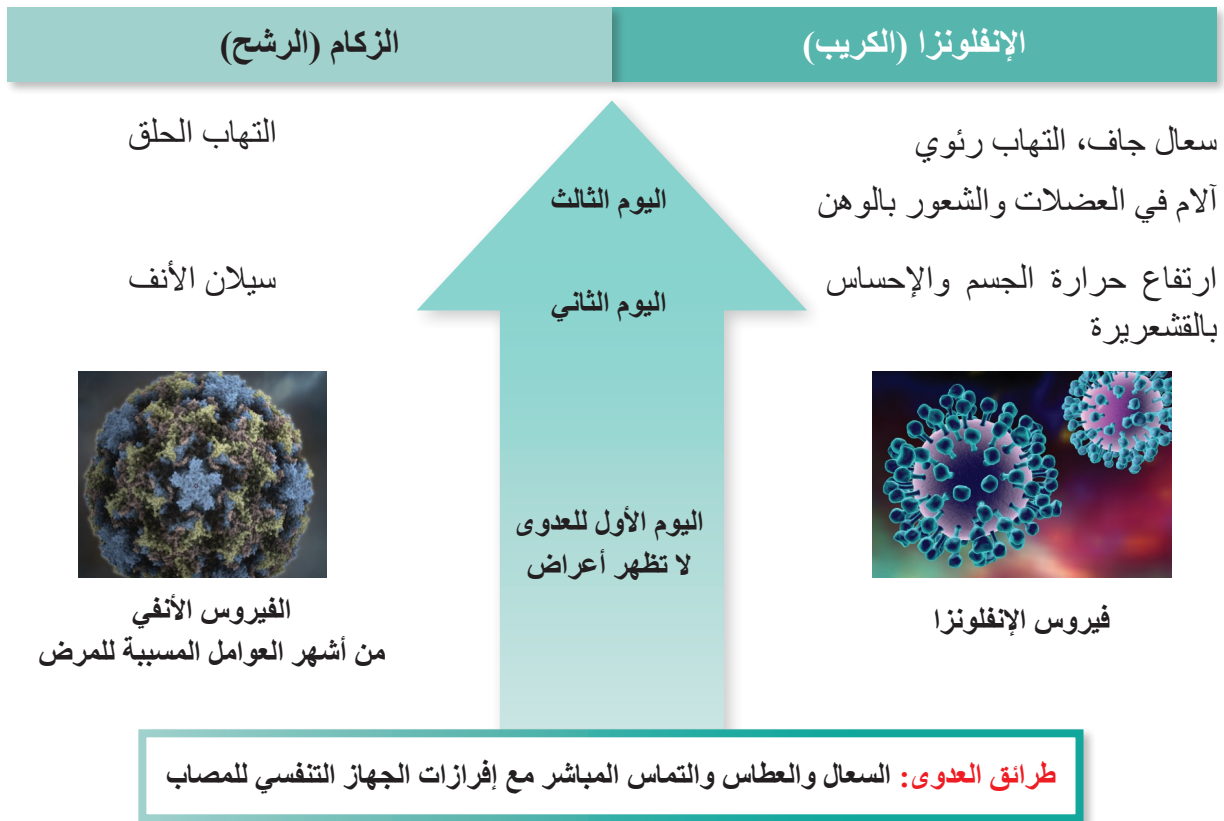 الإنفلونزا (الكريب)
الزكام (الرشح)
سعال جاف، التهاب رئوي
آلام في العضلات والشعور بالوهن
ارتفاع حرارة الجسم والإحساس
بالقشعريرة
فيروس الإنفلونزا
اليوم الثالث
اليوم الثاني
اليوم الأول للعدوى
لا تظهر أعراض
التهاب الحلق
سيلان الأنف
الفيروس الأنفي
من أشهر العوامل المسببة للمرض
طرائق العدوى: السعال والعطاس والتماس المباشر مع إفرازات الجهاز التنفسي للمصاب